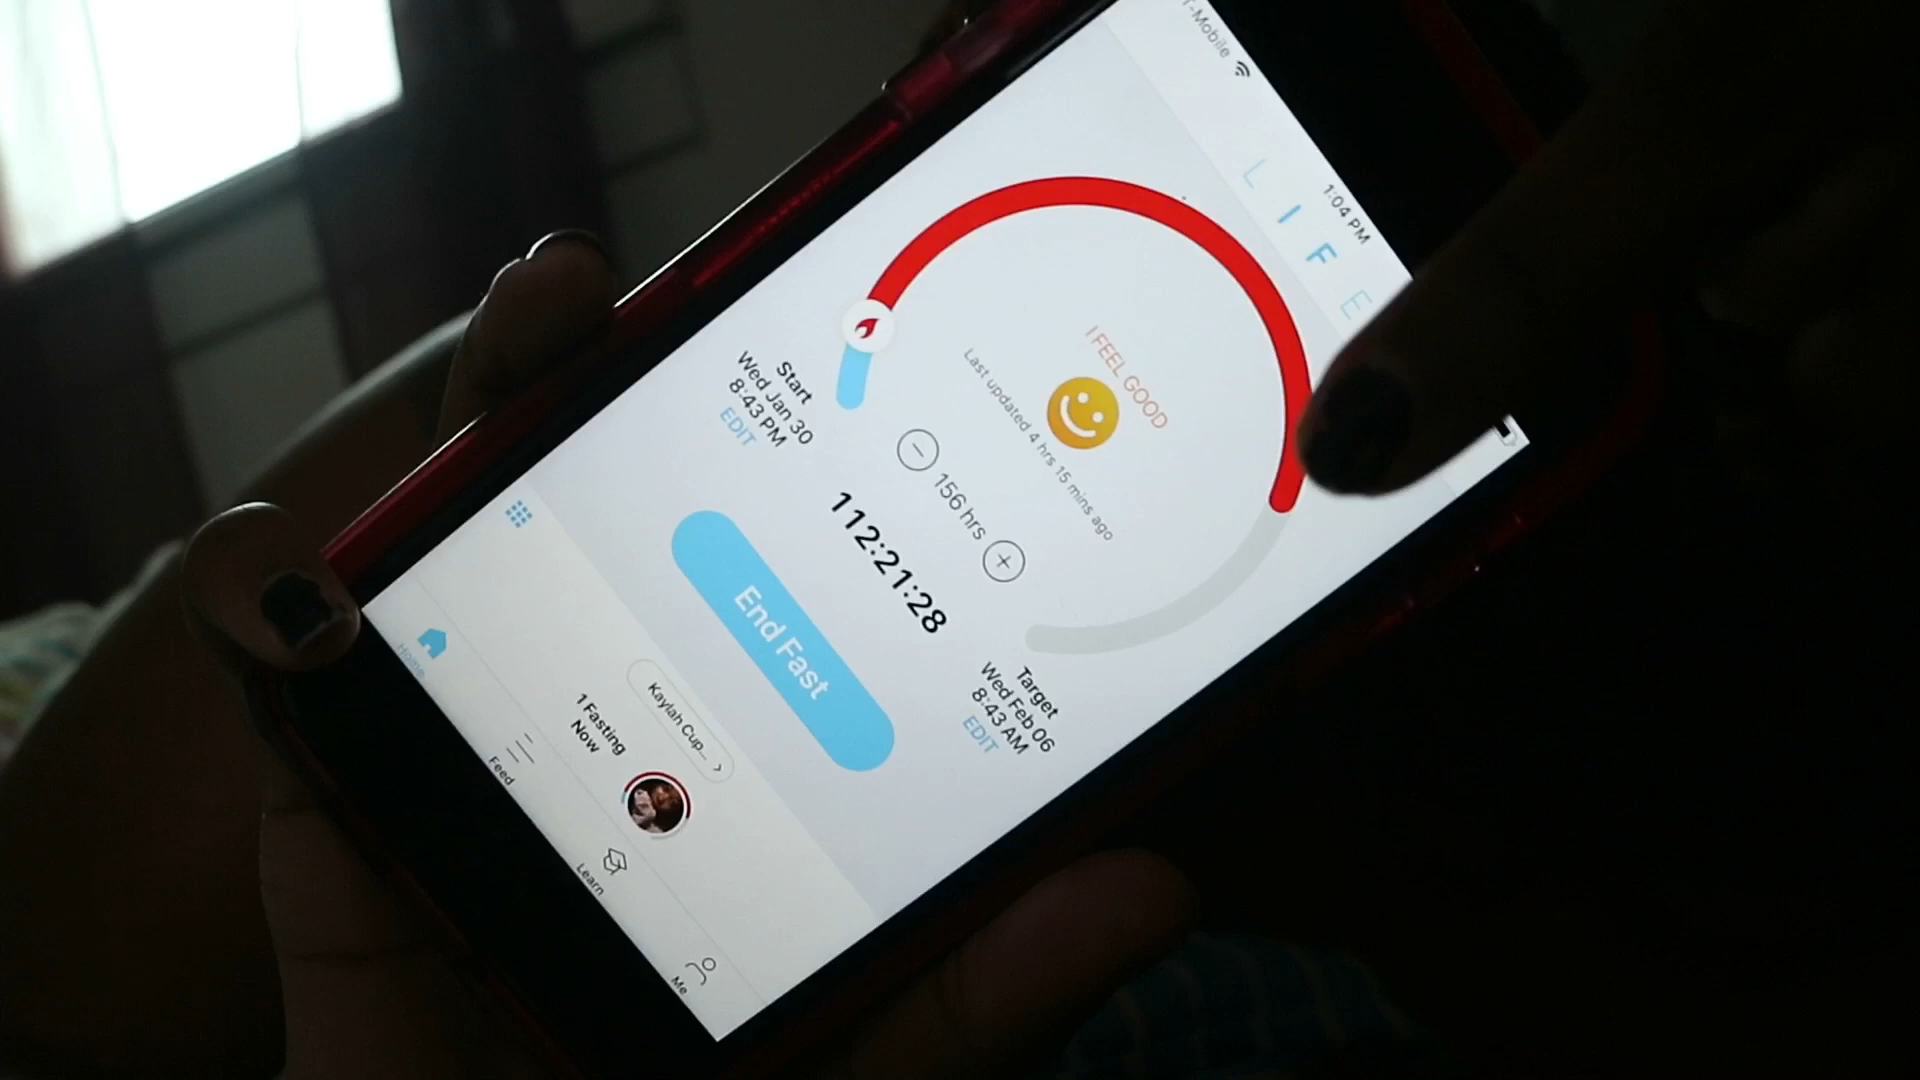 T-Mobile
1:04 PM
L I F E
I FEEL GOOD
Last updated 4 hrs 15 mins ago
156 hrs
112:21:28
Start
Wed Jan 30
8:43 PM
EDIT
Target
Wed Feb 06
8:43 AM
EDIT
End Fast
Kaylah Cup...
1 Fasting
Now
Home
Feed
Learn
Me